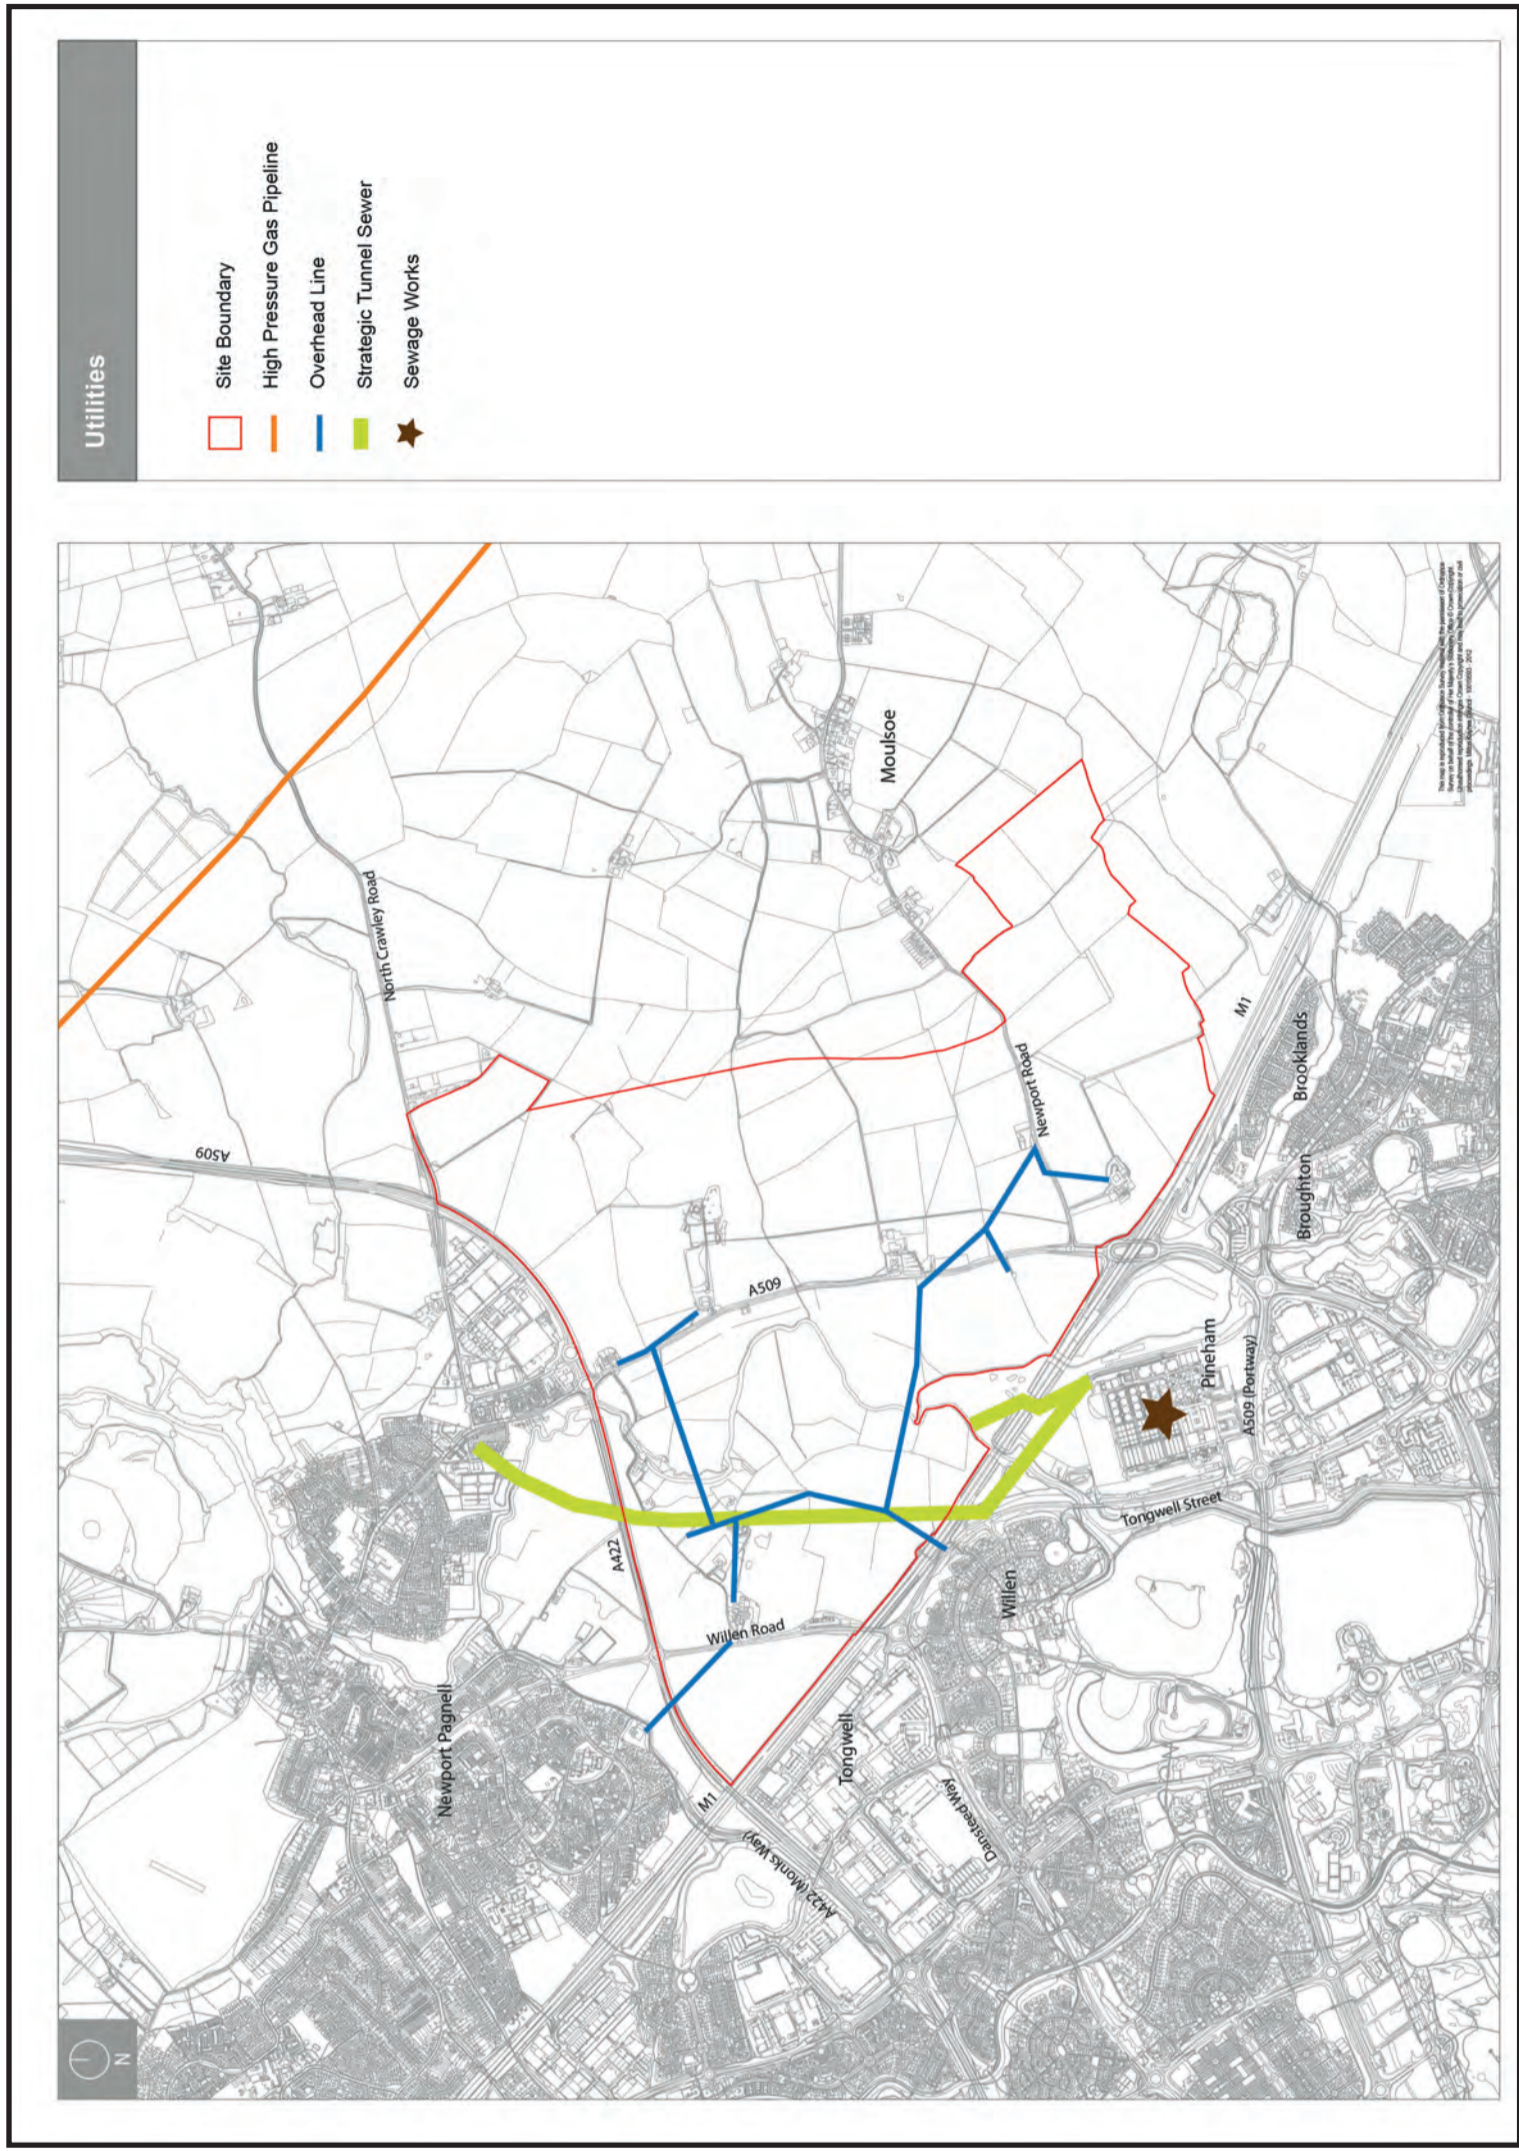 Utilities
Site Boundary
High Pressure Gas Pipeline
Overhead Line
Strategic Tunnel Sewer
Sewage Works
N
A509
North Crawley Road
Newport Pagnell
A422
Willen Road
A509
Moulsoe
Newport Road
M1
A422 (Monks Way)
Tongwell
Dansteed Way
Willen
Tongwell Street
Pineham
A509 (Portway)
Broughton
Brooklands
M1